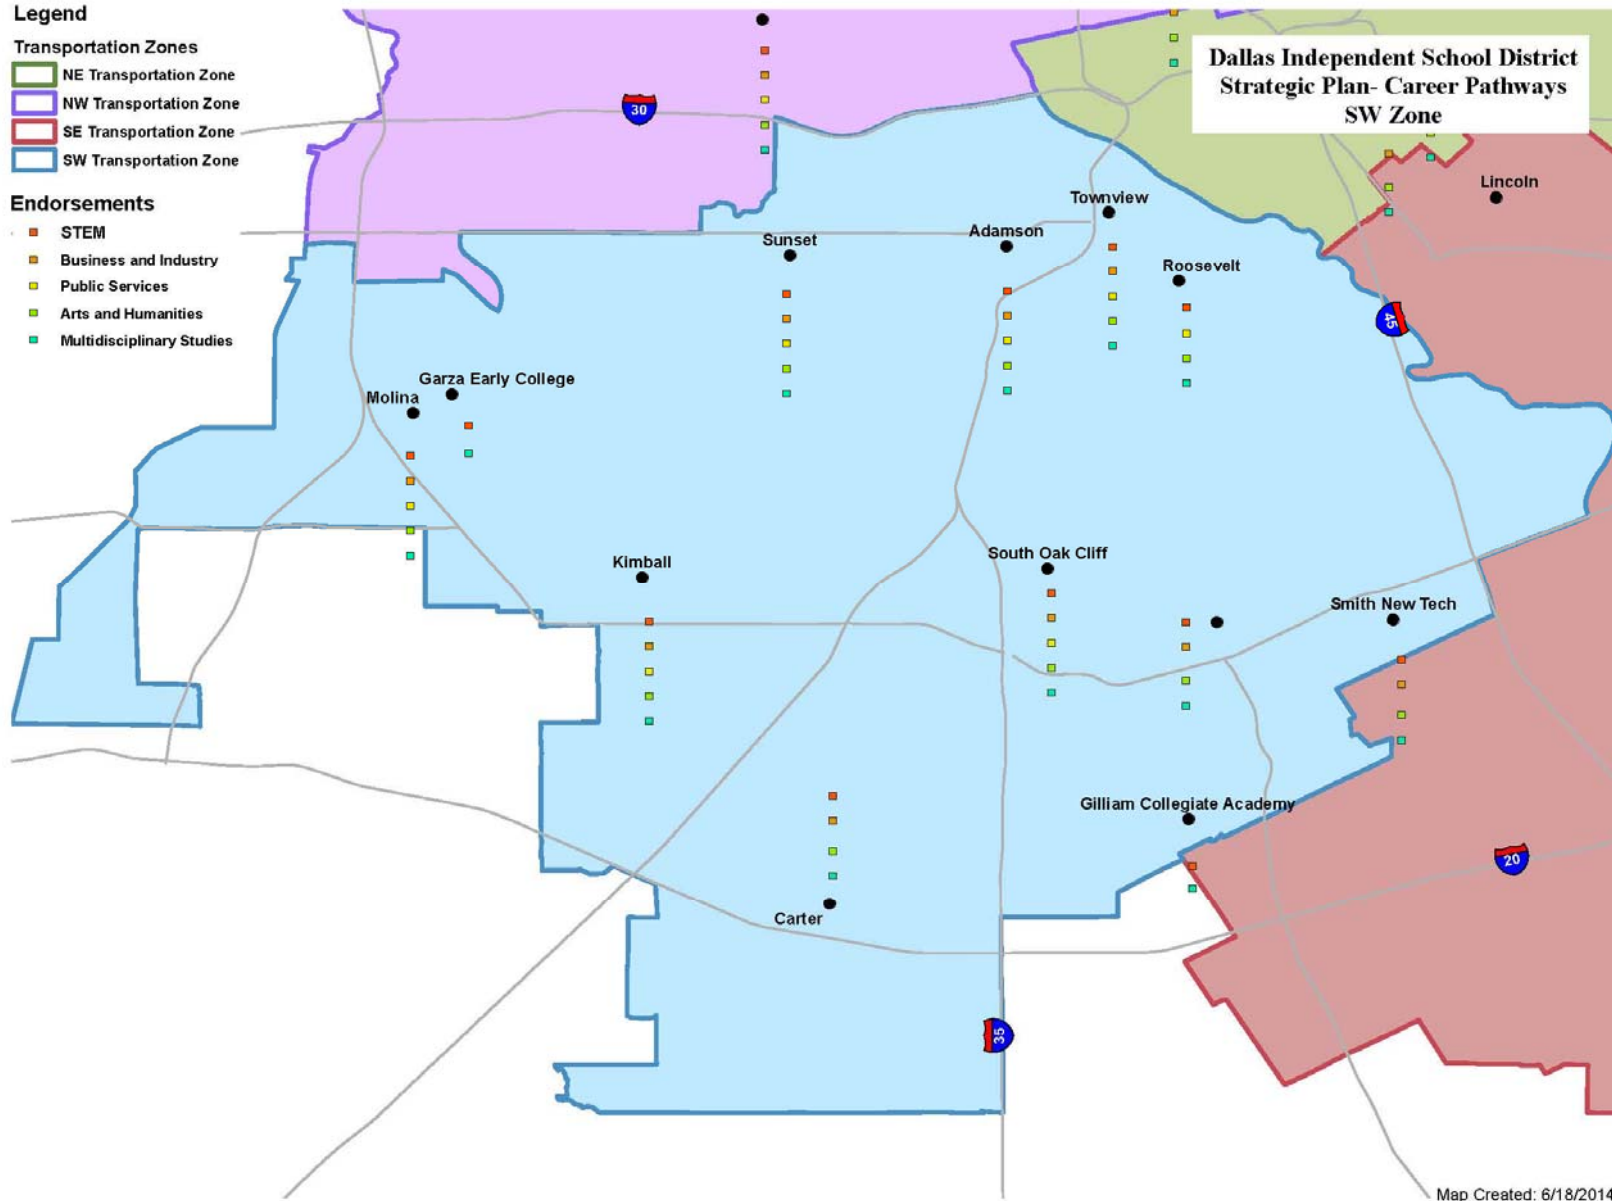 Legend
Transportation Zones
NE Transportation Zone
NW Transportation Zone
SE Transportation Zone
SW Transportation Zone
Endorsements
STEM
Business and Industry
Public Services
Arts and Humanities
Multidisciplinary Studies
Dallas Independent School District
Strategic Plan- Career Pathways
SW Zone
30
Lincoln
Townview
Adamson
Sunset
Roosevelt
45
Garza Early College
Molina
South Oak Cliff
Kimball
Smith New Tech
Gilliam Collegiate Academy
20
Carter
35
Map Created: 6/18/2014